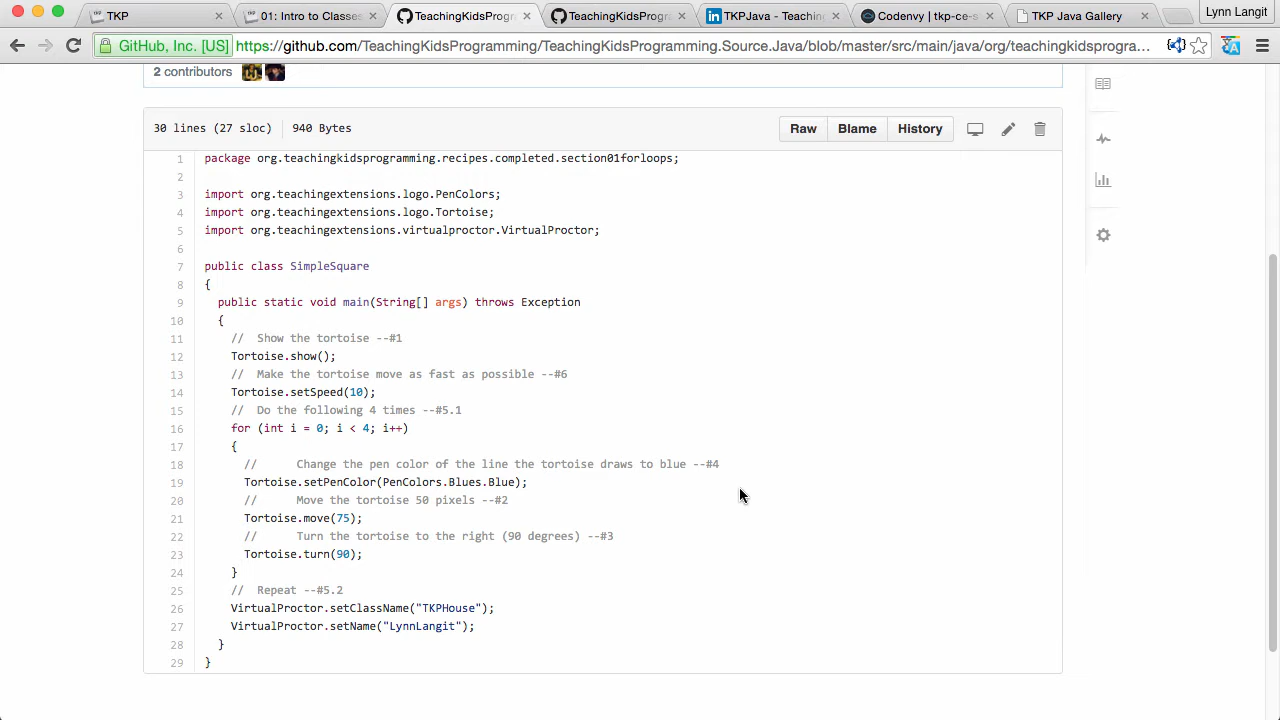 TKP
01: Intro to Classes
TeachingKidsProgr
TeachingKidsProgram
TKPJava - Teachin
Codenvy | tkp-ce-s
TKP Java Gallery
Lynn Langit
GitHub, Inc. [US] https://github.com/TeachingKidsProgramming/TeachingKidsProgramming.Source.Java/blob/master/src/main/java/org/teachingkidsprogra...
2 contributors
30 lines (27 sloc) 940 Bytes Raw Blame History
1 package org.teachingkidsprogramming.recipes.completed.section01forloops;
2
3 import org.teachingextensions.logo.PenColors;
4 import org.teachingextensions.logo.Tortoise;
5 import org.teachingextensions.virtualproctor.VirtualProctor;
6
7 public class SimpleSquare
8 {
9 public static void main(String[] args) throws Exception
10 {
11 // Show the tortoise --#1
12 Tortoise.show();
13 // Make the tortoise move as fast as possible --#6
14 Tortoise.setSpeed(10);
15 // Do the following 4 times --#5.1
16 for (int i = 0; i < 4; i++)
17 {
18 // Change the pen color of the line the tortoise draws to blue --#4
19 Tortoise.setPenColor(PenColors.Blues.Blue);
20 // Move the tortoise 50 pixels --#2
21 Tortoise.move(75);
22 // Turn the tortoise to the right (90 degrees) --#3
23 Tortoise.turn(90);
24 }
25 // Repeat --#5.2
26 VirtualProctor.setClassName("TKPHouse");
27 VirtualProctor.setName("LynnLangit");
28 }
29 }